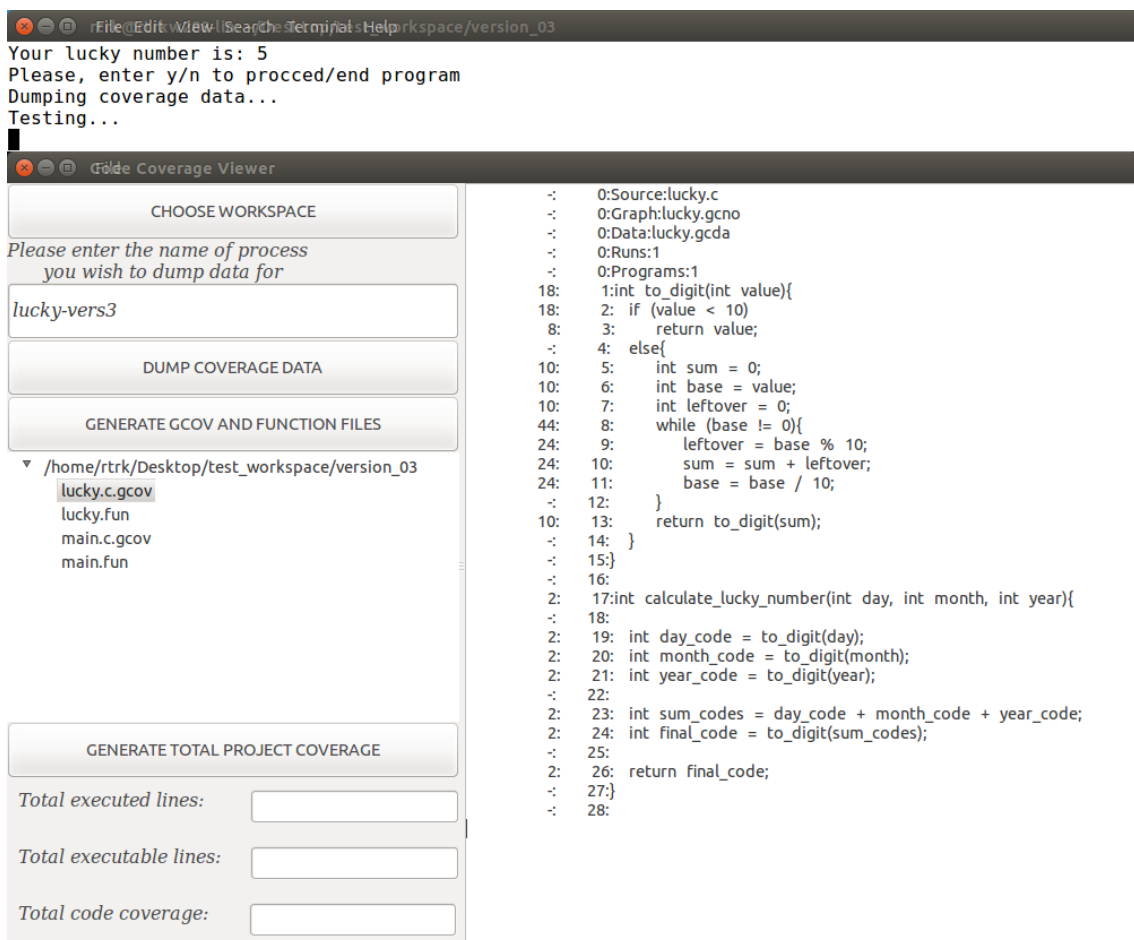 File Edit View Search Terminal Help
Your lucky number is: 5
Please, enter y/n to procced/end program
Dumping coverage data...
Testing...
Code Coverage Viewer
CHOOSE WORKSPACE
Please enter the name of process
you wish to dump data for
lucky-vers3
DUMP COVERAGE DATA
GENERATE GCOV AND FUNCTION FILES
/home/rtrk/Desktop/test_workspace/version_03
lucky.c.gcov
lucky.fun
main.c.gcov
main.fun
GENERATE TOTAL PROJECT COVERAGE
Total executed lines:
Total executable lines:
Total code coverage:
-: 0:Source:lucky.c
-: 0:Graph:lucky.gcno
-: 0:Data:lucky.gcda
-: 0:Runs:1
-: 0:Programs:1
18: 1:int to_digit(int value){
18: 2: if (value < 10)
8: 3: return value;
-: 4: else{
10: 5: int sum = 0;
10: 6: int base = value;
10: 7: int leftover = 0;
44: 8: while (base != 0){
24: 9: leftover = base % 10;
24: 10: sum = sum + leftover;
24: 11: base = base / 10;
-: 12: }
10: 13: return to_digit(sum);
-: 14: }
-: 15:}
-: 16:
2: 17:int calculate_lucky_number(int day, int month, int year){
-: 18:
2: 19: int day_code = to_digit(day);
2: 20: int month_code = to_digit(month);
2: 21: int year_code = to_digit(year);
-: 22:
2: 23: int sum_codes = day_code + month_code + year_code;
2: 24: int final_code = to_digit(sum_codes);
-: 25:
2: 26: return final_code;
-: 27:}
-: 28: